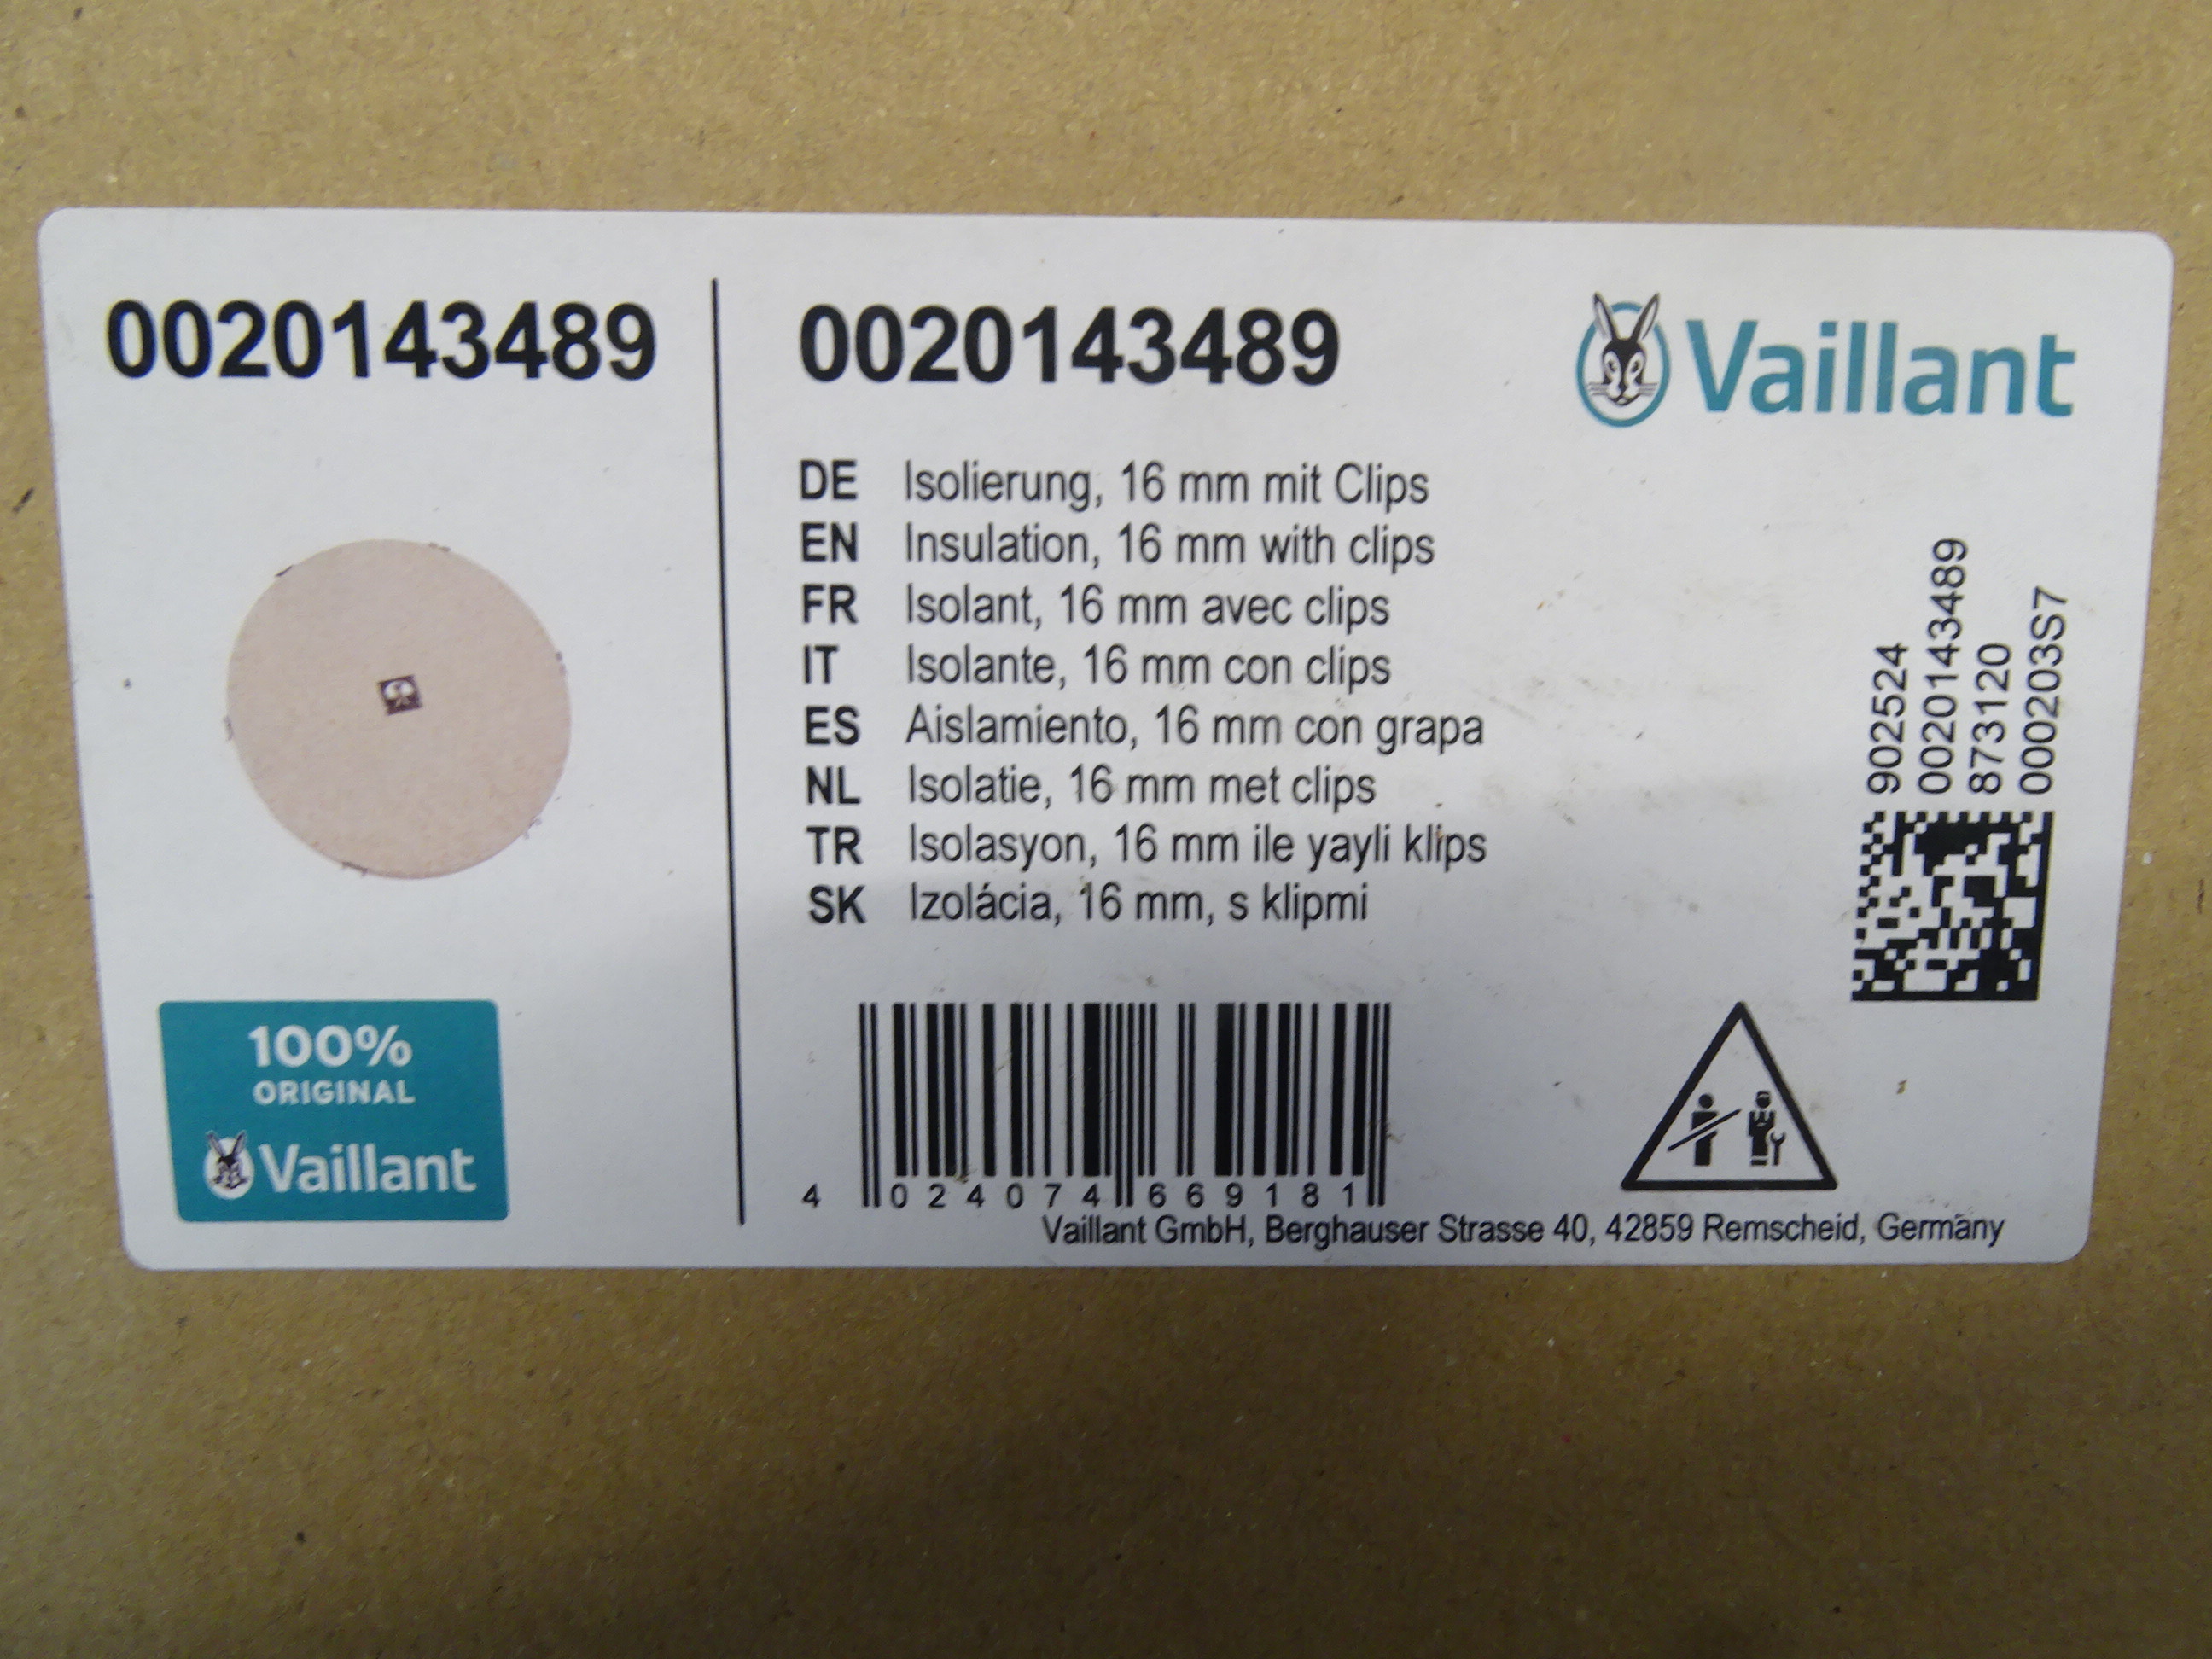 0020143489
100%
ORIGINAL
Vaillant
0020143489
Vaillant
DE Isolierung, 16 mm mit Clips
EN Insulation, 16 mm with clips
FR Isolant, 16 mm avec clips
IT Isolante, 16 mm con clips
ES Aislamiento, 16 mm con grapa
NL Isolatie, 16 mm met clips
TR Isolasyon, 16 mm ile yayli klips
SK Izolácia, 16 mm, s klipmi
902524
0020143489
873120
000203S7
4 024074 669181
Vaillant GmbH, Berghauser Strasse 40, 42859 Remscheid, Germany